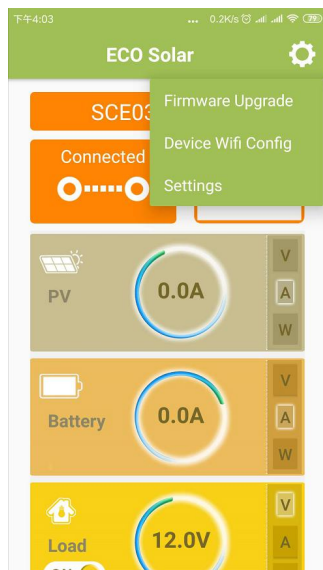 下午4:03
... 0.2K/s
39
ECO Solar
Firmware Upgrade
Device Wifi Config
Settings
SCE03
Connected
PV
0.0A
V
A
W
Battery
0.0A
V
A
W
Load
12.0V
V
A